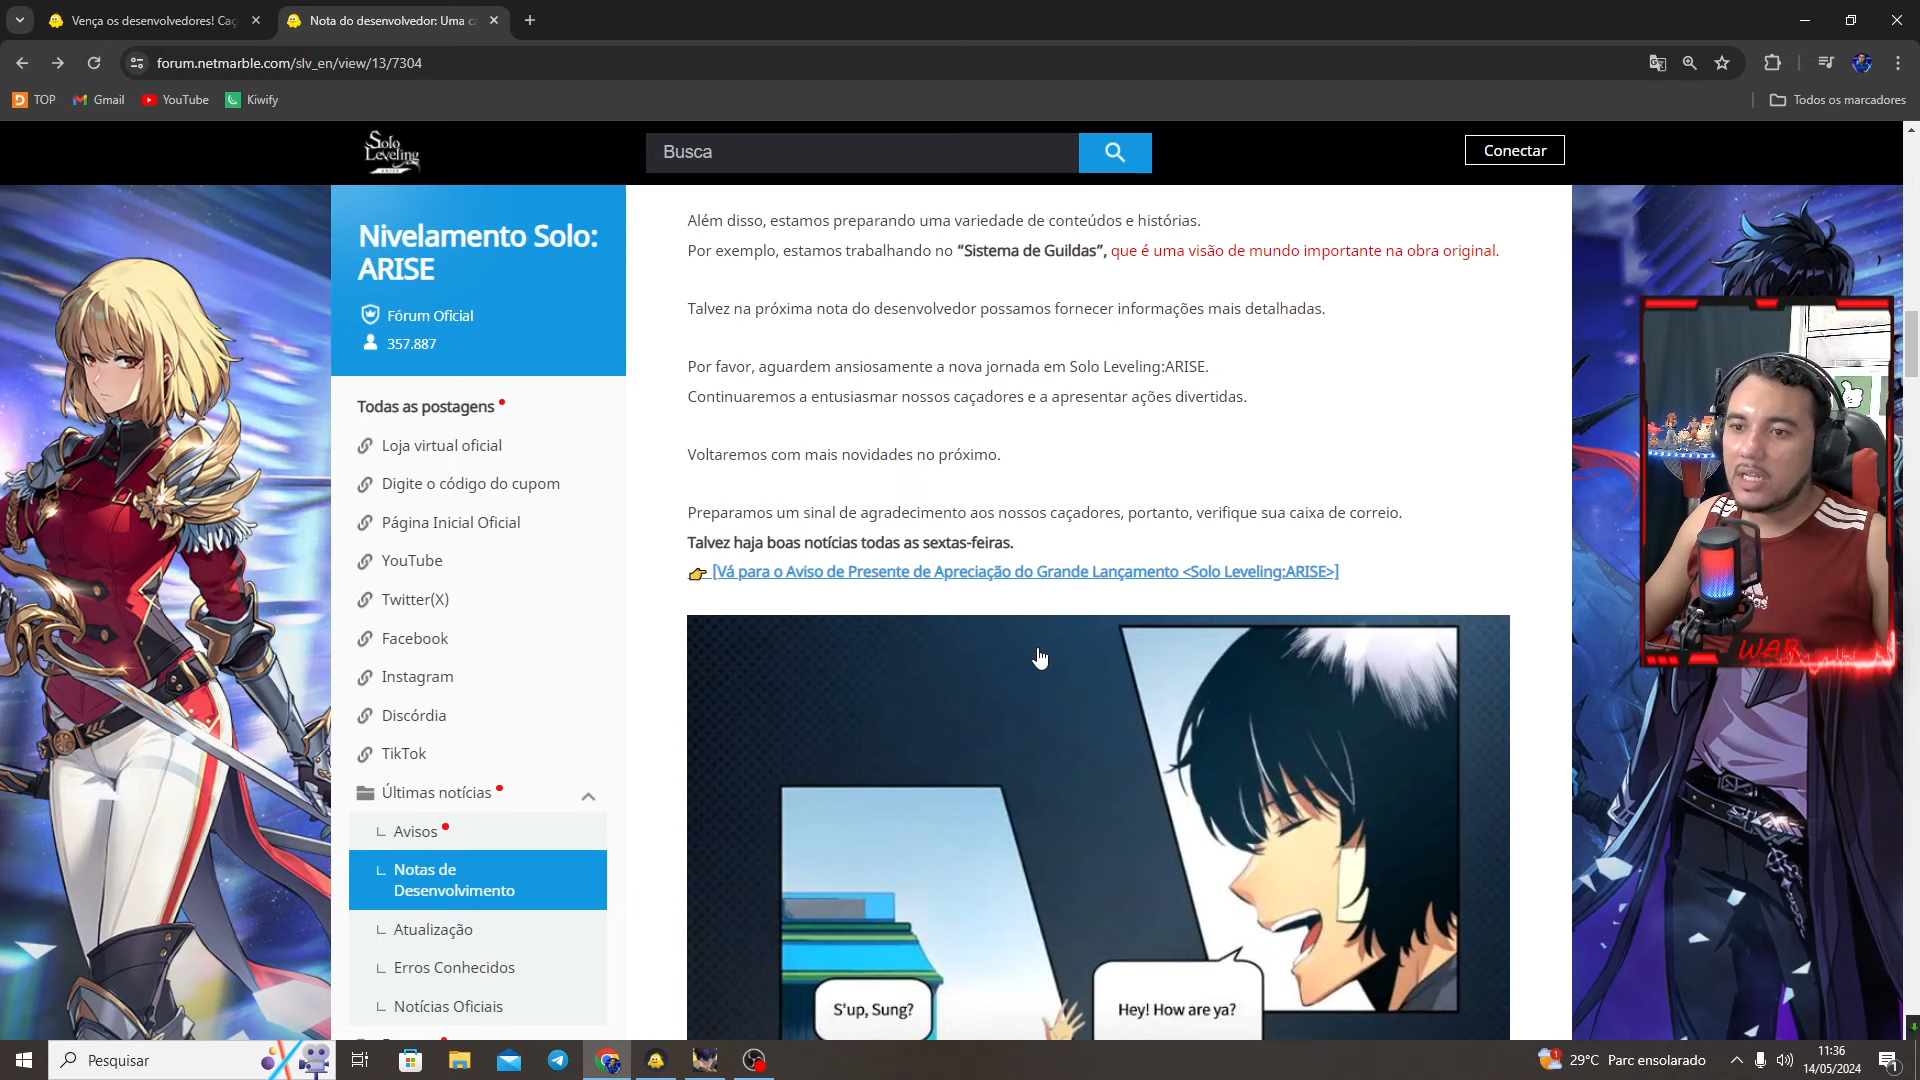 Vença os desenvolvedores! Caç
Nota do desenvolvedor: Uma c
forum.netmarble.com/slv_en/view/13/7304
TOP
Gmail
YouTube
Kiwify
Todos os marcadores
Solo Leveling
ARISE
Busca
Conectar
Nivelamento Solo:
ARISE
Fórum Oficial
357.887
Todas as postagens
Loja virtual oficial
Digite o código do cupom
Página Inicial Oficial
YouTube
Twitter(X)
Facebook
Instagram
Discórdia
TikTok
Últimas notícias
Avisos
Notas de
Desenvolvimento
Atualização
Erros Conhecidos
Notícias Oficiais
Além disso, estamos preparando uma variedade de conteúdos e histórias.
Por exemplo, estamos trabalhando no “Sistema de Guildas”, que é uma visão de mundo importante na obra original.
Talvez na próxima nota do desenvolvedor possamos fornecer informações mais detalhadas.
Por favor, aguardem ansiosamente a nova jornada em Solo Leveling:ARISE.
Continuaremos a entusiasmar nossos caçadores e a apresentar ações divertidas.
Voltaremos com mais novidades no próximo.
Preparamos um sinal de agradecimento aos nossos caçadores, portanto, verifique sua caixa de correio.
Talvez haja boas notícias todas as sextas-feiras.
👉 [Vá para o Aviso de Presente de Apreciação do Grande Lançamento <Solo Leveling:ARISE>]
S'up, Sung?
Hey! How are ya?
WAR
Pesquisar
29°C Parc ensolarado
11:36
14/05/2024